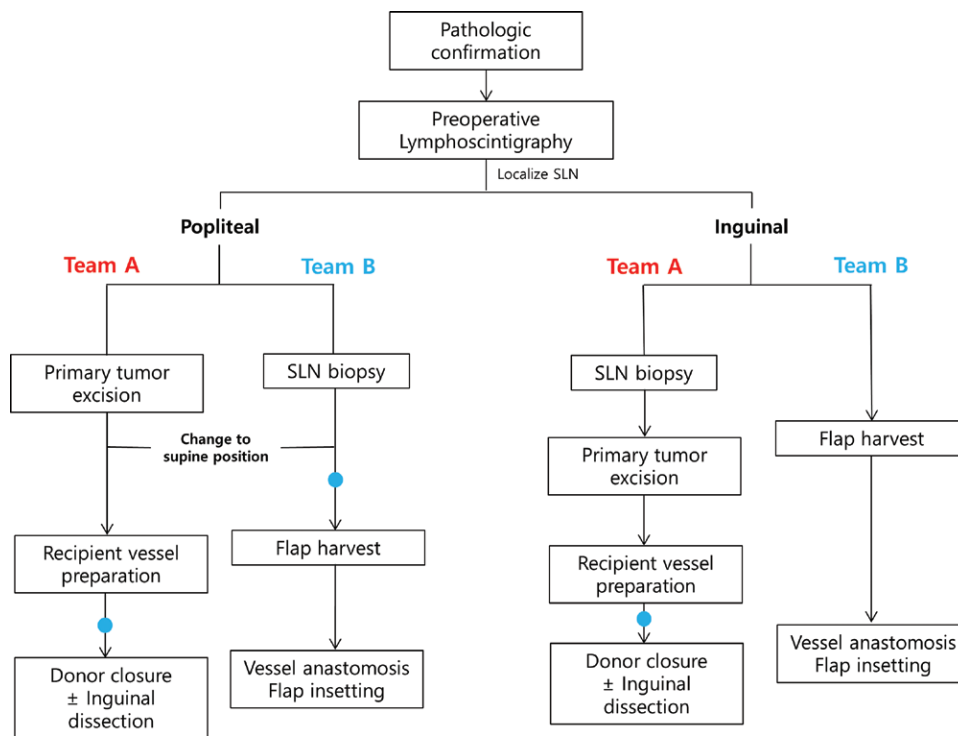 Pathologic
confirmation
Preoperative
Lymphoscintigraphy
Localize SLN
Popliteal
Team A
Team B
Primary tumor
excision
SLN biopsy
Change to
supine position
Recipient vessel
preparation
Flap harvest
Donor closure
± Inguinal
dissection
Vessel anastomosis
Flap insetting
Inguinal
Team A
Team B
SLN biopsy
Flap harvest
Primary tumor
excision
Recipient vessel
preparation
Donor closure
± Inguinal
dissection
Vessel anastomosis
Flap insetting